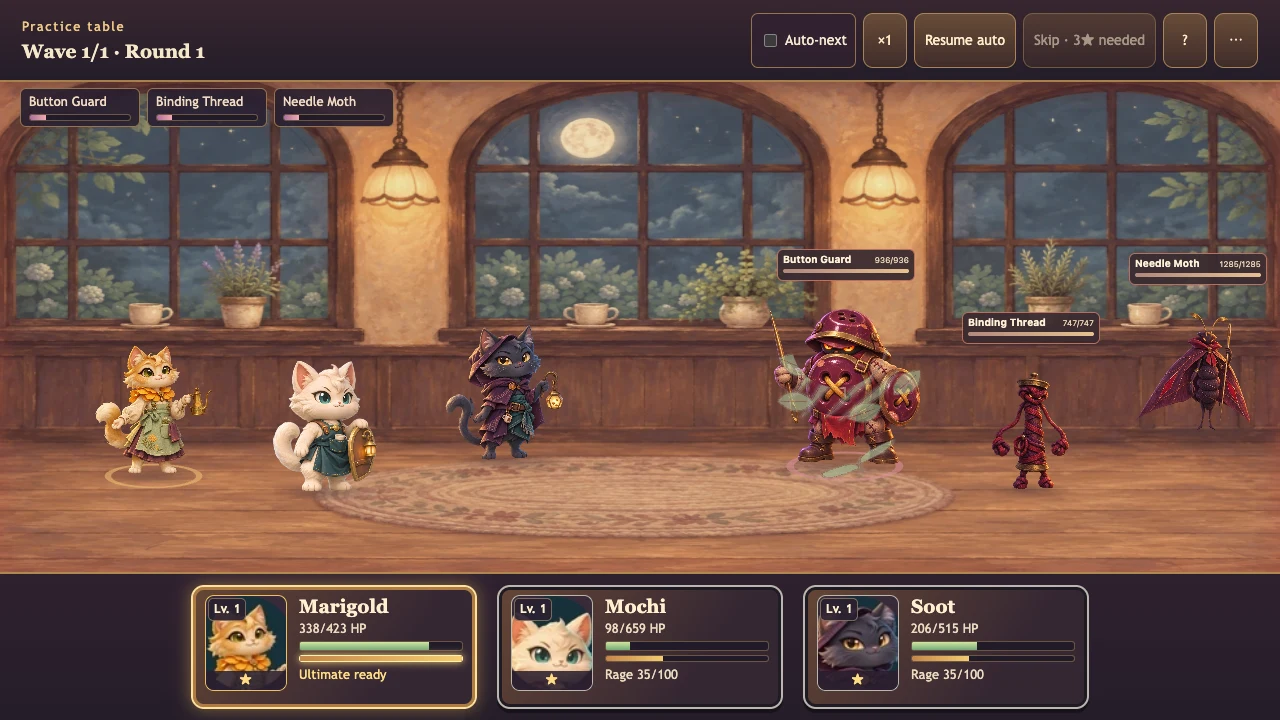 Practice table
Wave 1/1 · Round 1
Auto-next
×1
Resume auto
Skip · 3★ needed
?
...
Button Guard
Binding Thread
Needle Moth
Button Guard 936/936
Binding Thread 747/747
Needle Moth 1285/1285
Lv. 1
Marigold
338/423 HP
Ultimate ready
Lv. 1
Mochi
98/659 HP
Rage 35/100
Lv. 1
Soot
206/515 HP
Rage 35/100